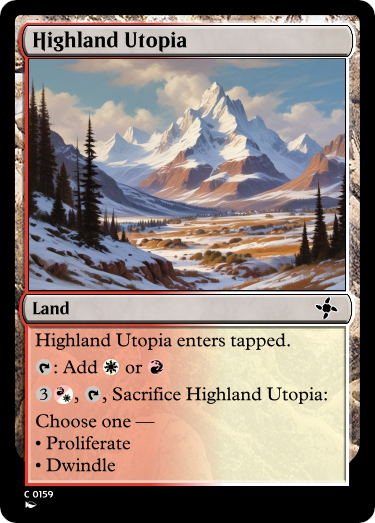 Highland Utopia
Land
Highland Utopia enters tapped.
: Add or
3 , , Sacrifice Highland Utopia:
Choose one —
• Proliferate
• Dwindle
C 0159